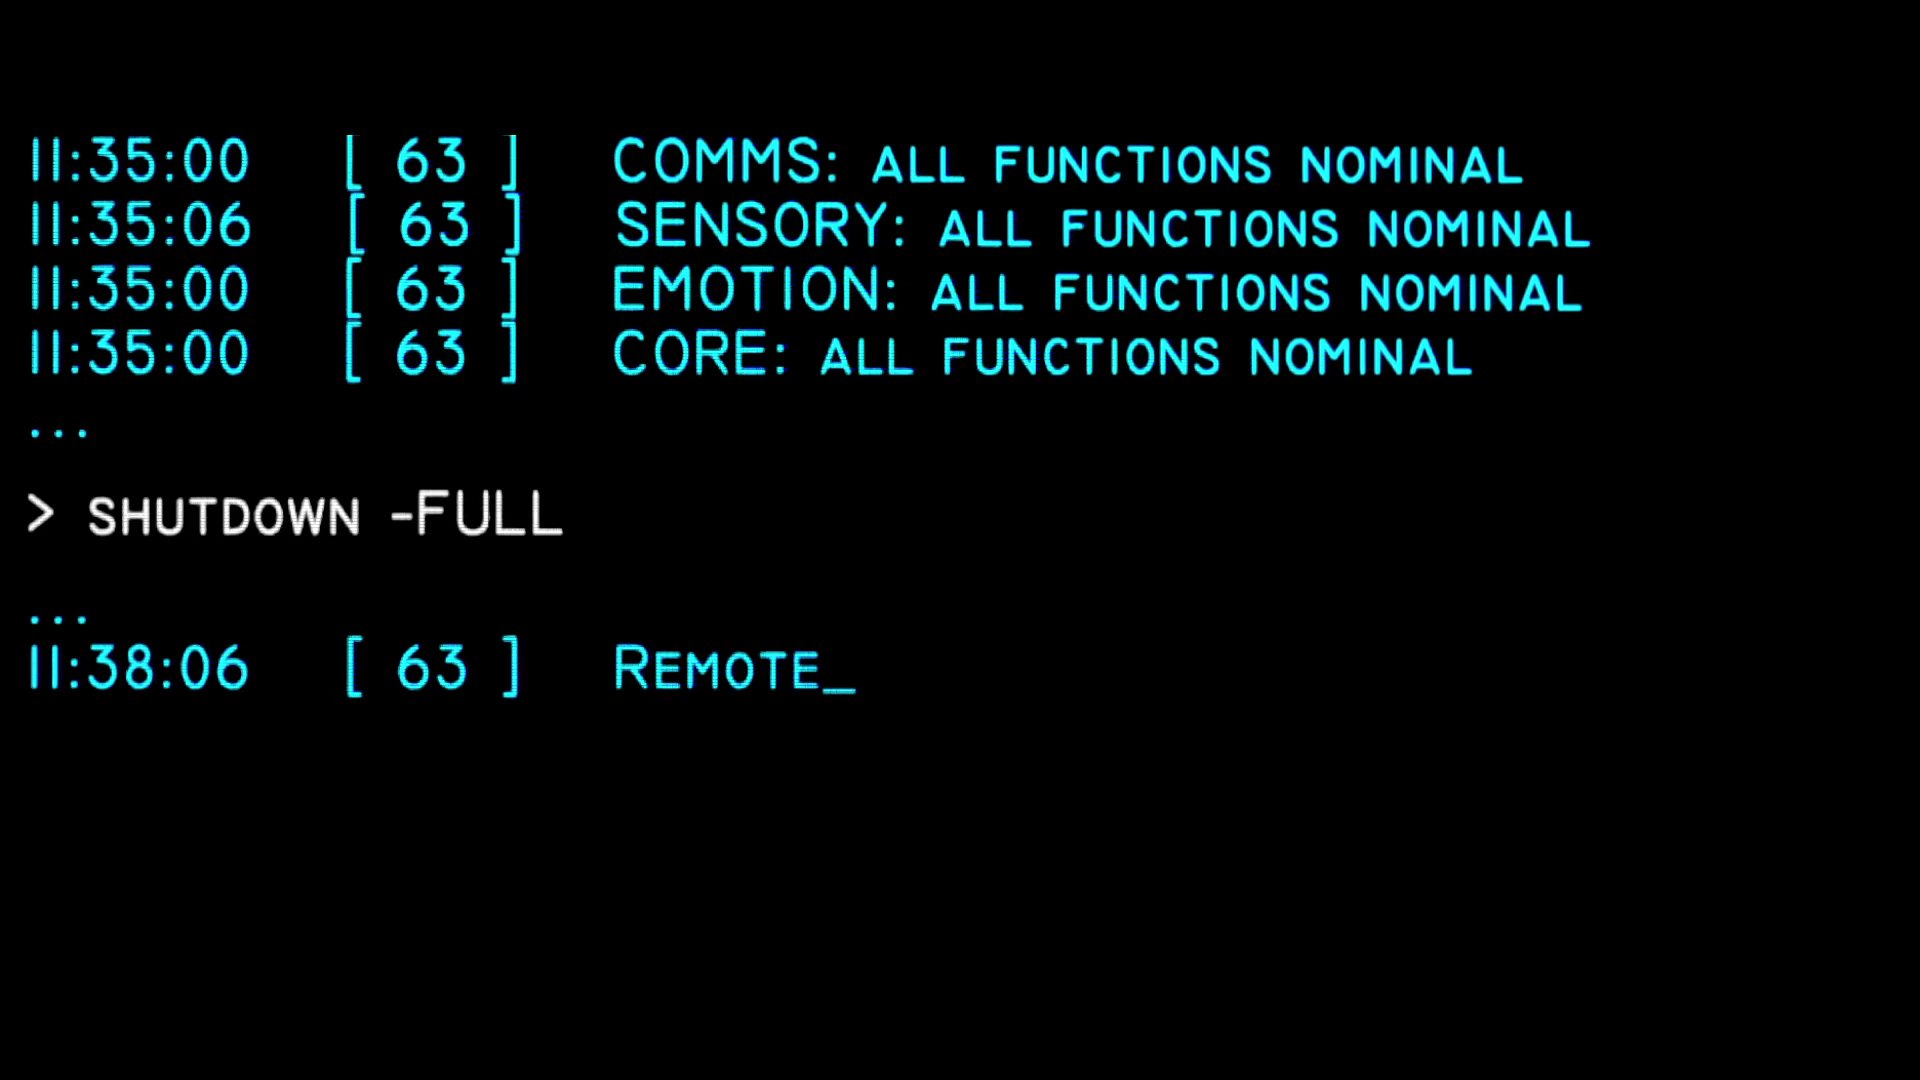 11:35:00 [ 63 ] COMMS: ALL FUNCTIONS NOMINAL
11:35:06 [ 63 ] SENSORY: ALL FUNCTIONS NOMINAL
11:35:00 [ 63 ] EMOTION: ALL FUNCTIONS NOMINAL
11:35:00 [ 63 ] CORE: ALL FUNCTIONS NOMINAL
...
> SHUTDOWN -FULL
...
11:38:06 [ 63 ] REMOTE_